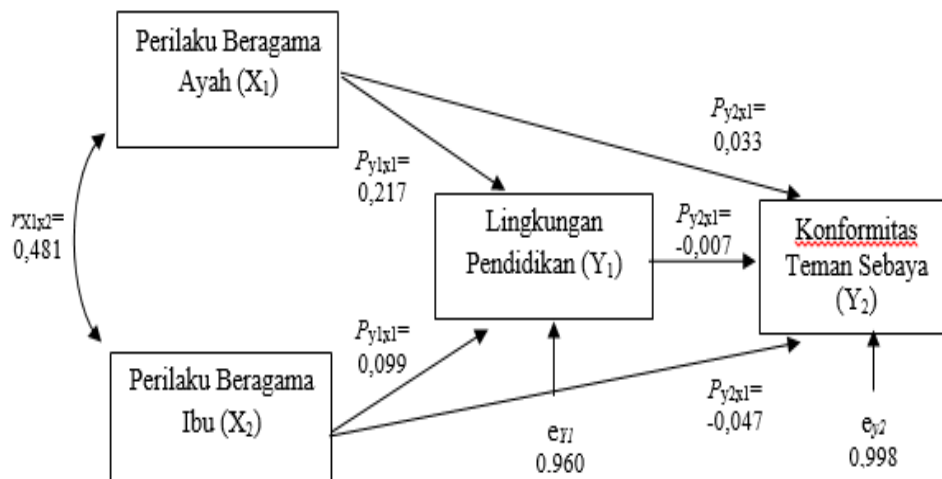 Perilaku Beragama
Ayah (X1)
Py2x1=
0,033
Py1x1=
0,217
rX1x2=
0,481
Lingkungan
Pendidikan (Y1)
Py2x1=
-0,007
Konformitas
Teman Sebaya
(Y2)
Py1x1=
0,099
Perilaku Beragama
Ibu (X2)
Py2x1=
-0,047
eY1
0.960
ey2
0,998